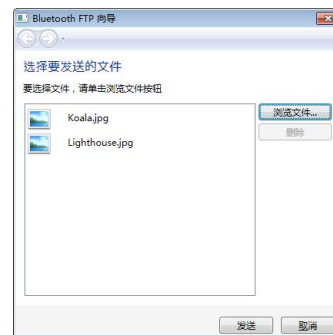 Bluetooth FTP 向导
选择要发送的文件
要选择文件，请单击浏览文件按钮
Koala.jpg
浏览文件...
删除
Lighthouse.jpg
发送
取消